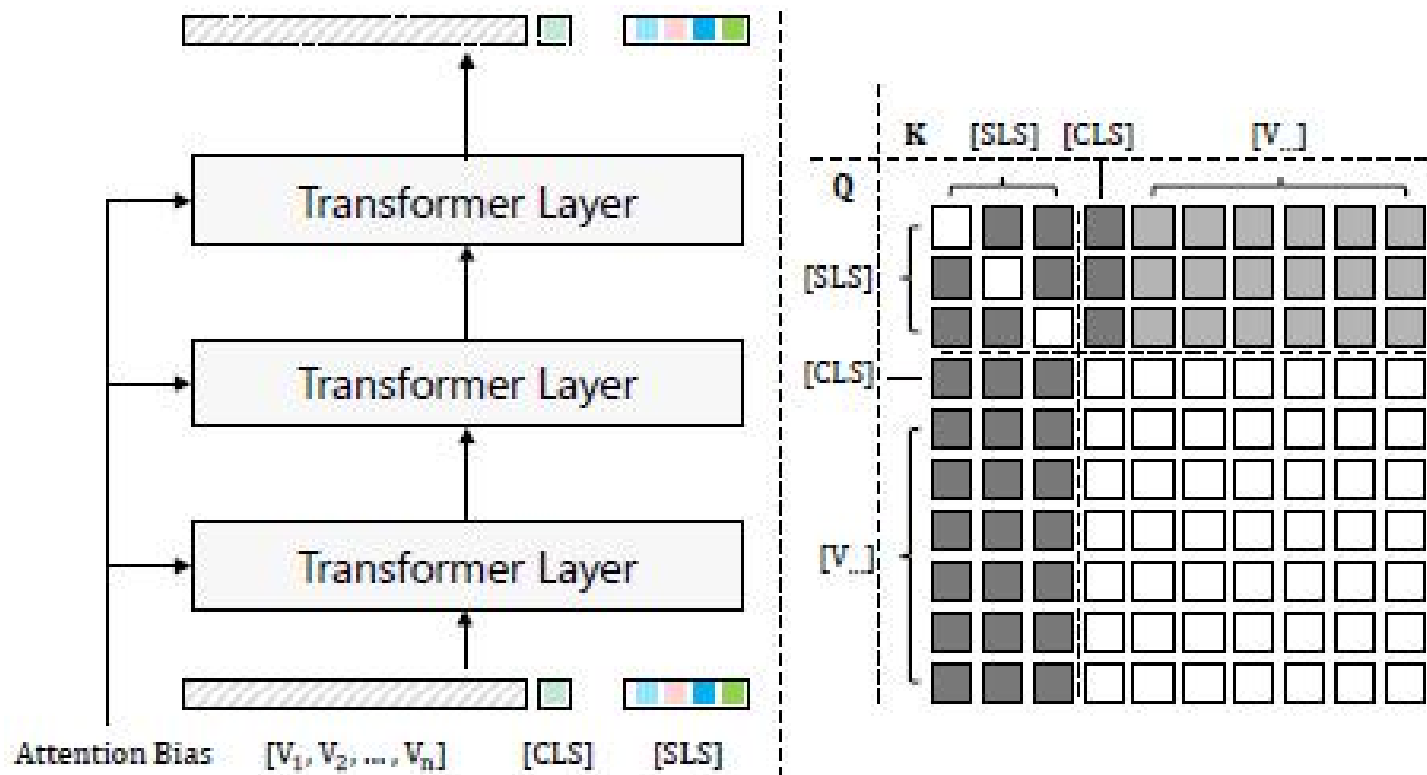 Transformer Layer
Transformer Layer
Transformer Layer
Attention Bias [V1, V2, ..., Vn] [CLS] [SLS]
K [SLS] [CLS] [V...]
Q
[SLS]
[CLS]
[V...]